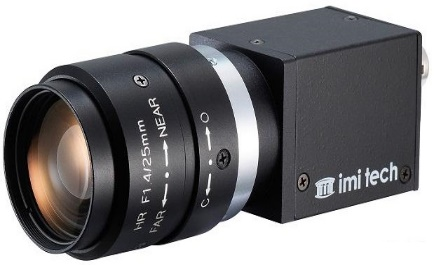 HR F1.4/25mm
FAR ← • → NEAR
C ← • → O
imi tech